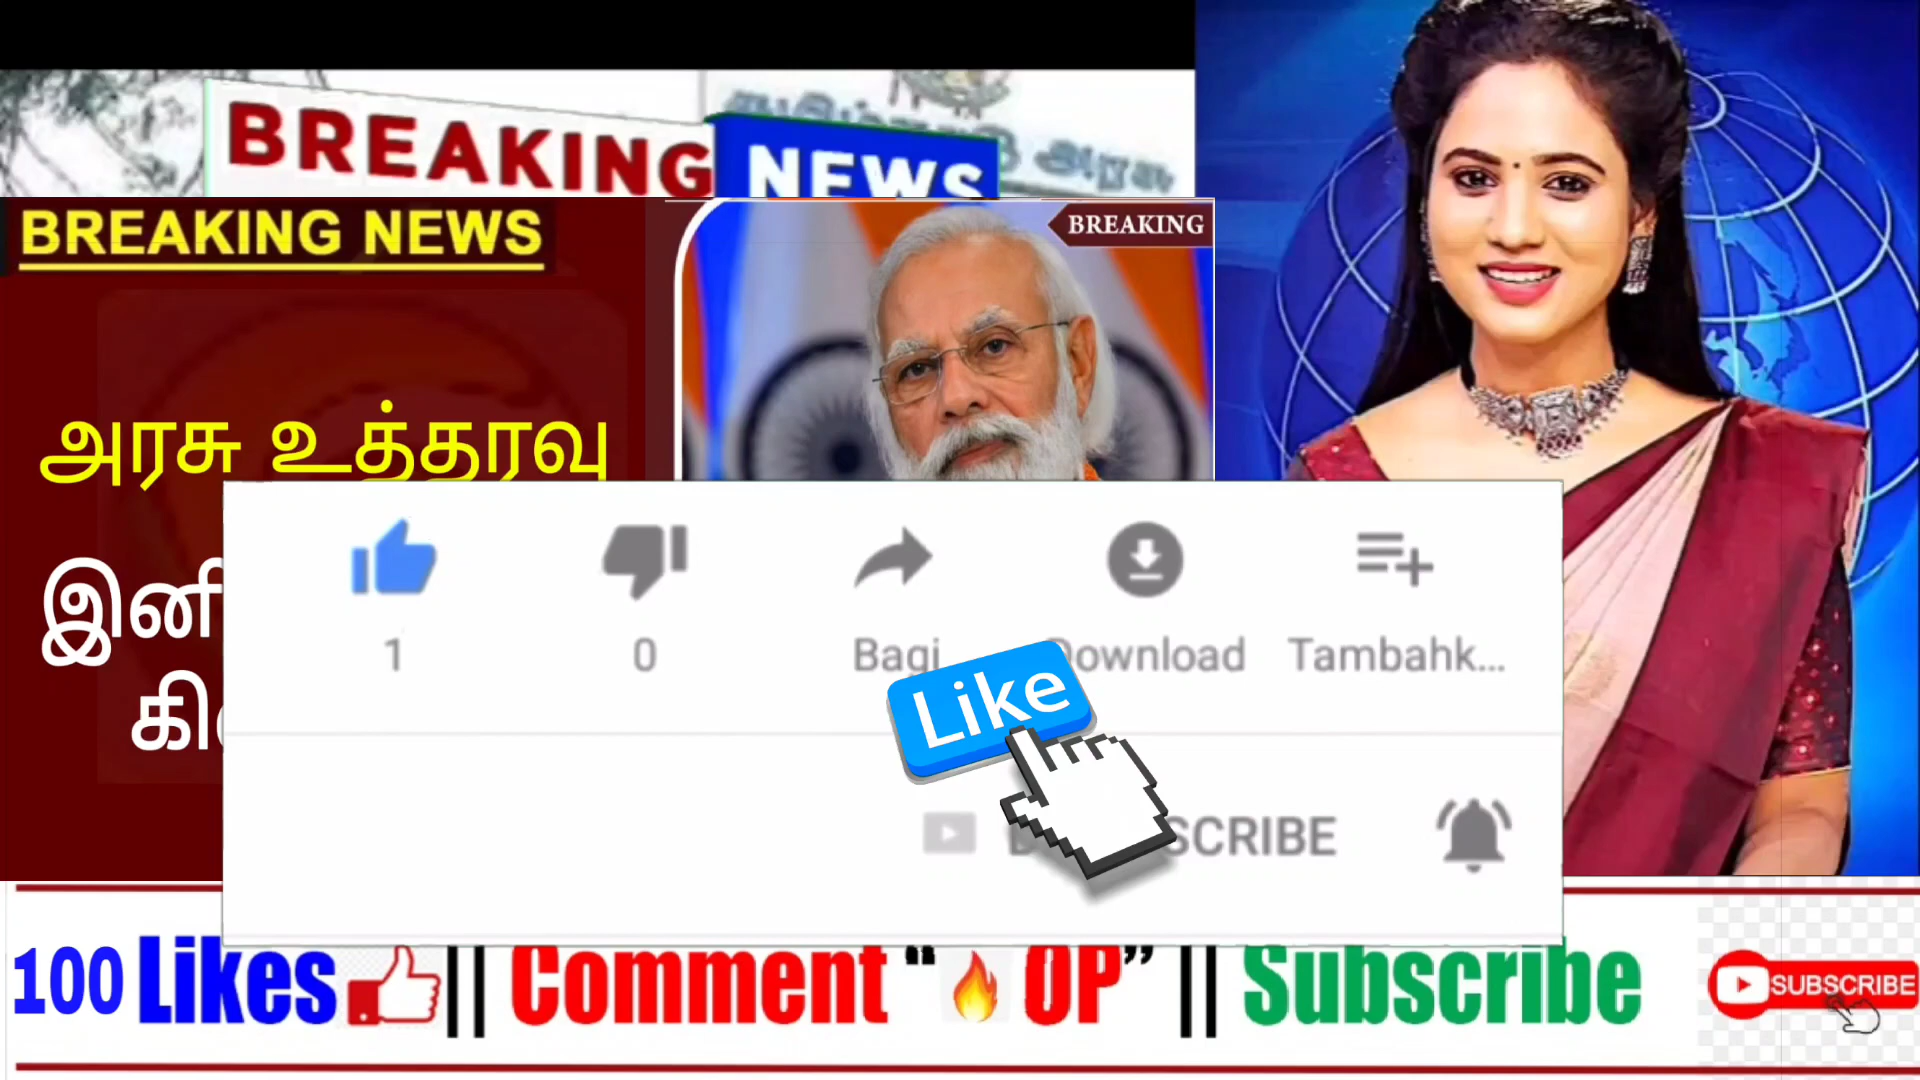 BREAKING NEWS
BREAKING NEWS
BREAKING
அரசு உத்தரவு
1
0
Bagi
Download
Tambahk...
Like
100 Likes || Comment “🔥OP” || Subscribe
SUBSCRIBE